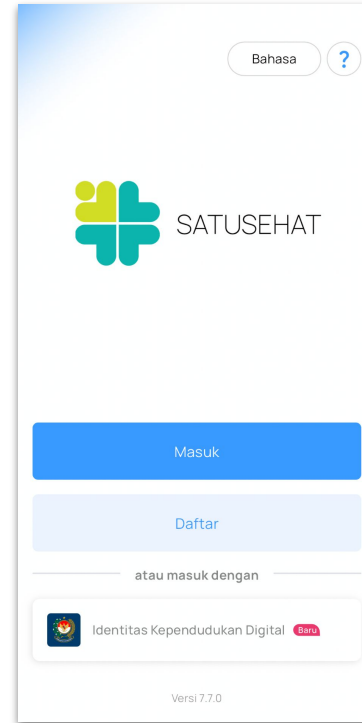 Bahasa ?
SATUSEHAT
Masuk
Daftar
atau masuk dengan
Identitas Kependudukan Digital Baru
Versi 7.7.0